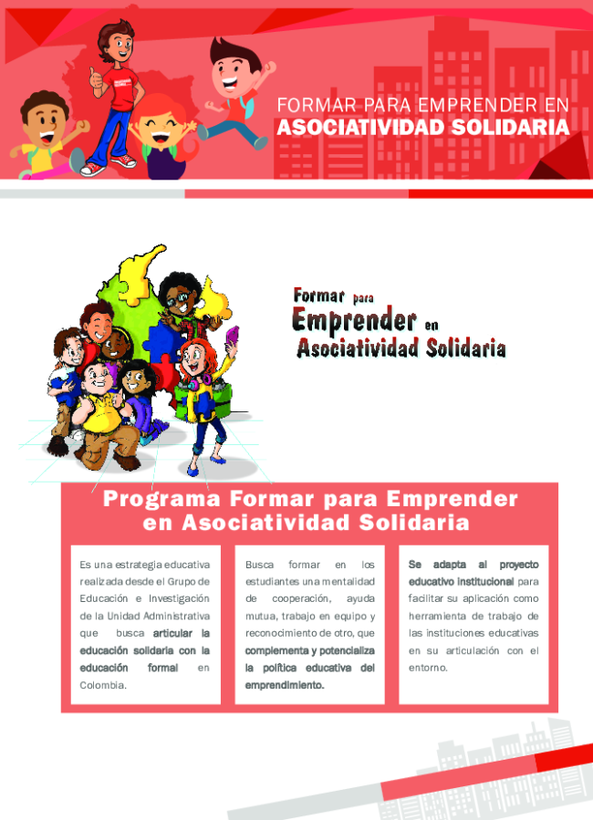 FORMAR PARA EMPRENDER EN
ASOCIATIVIDAD SOLIDARIA
Formar para
Emprender en
Asociatividad Solidaria
Programa Formar para Emprender
en Asociatividad Solidaria
Es una estrategia educativa
realizada desde el Grupo de
Educación e Investigación
de la Unidad Administrativa
que busca articular la
educación solidaria con la
educación formal en
Colombia.
Busca formar en los
estudiantes una mentalidad
de cooperación, ayuda
mutua, trabajo en equipo y
reconocimiento de otro, que
complementa y potencializa
la política educativa del
emprendimiento.
Se adapta al proyecto
educativo institucional para
facilitar su aplicación como
herramienta de trabajo de
las instituciones educativas
en su articulación con el
entorno.